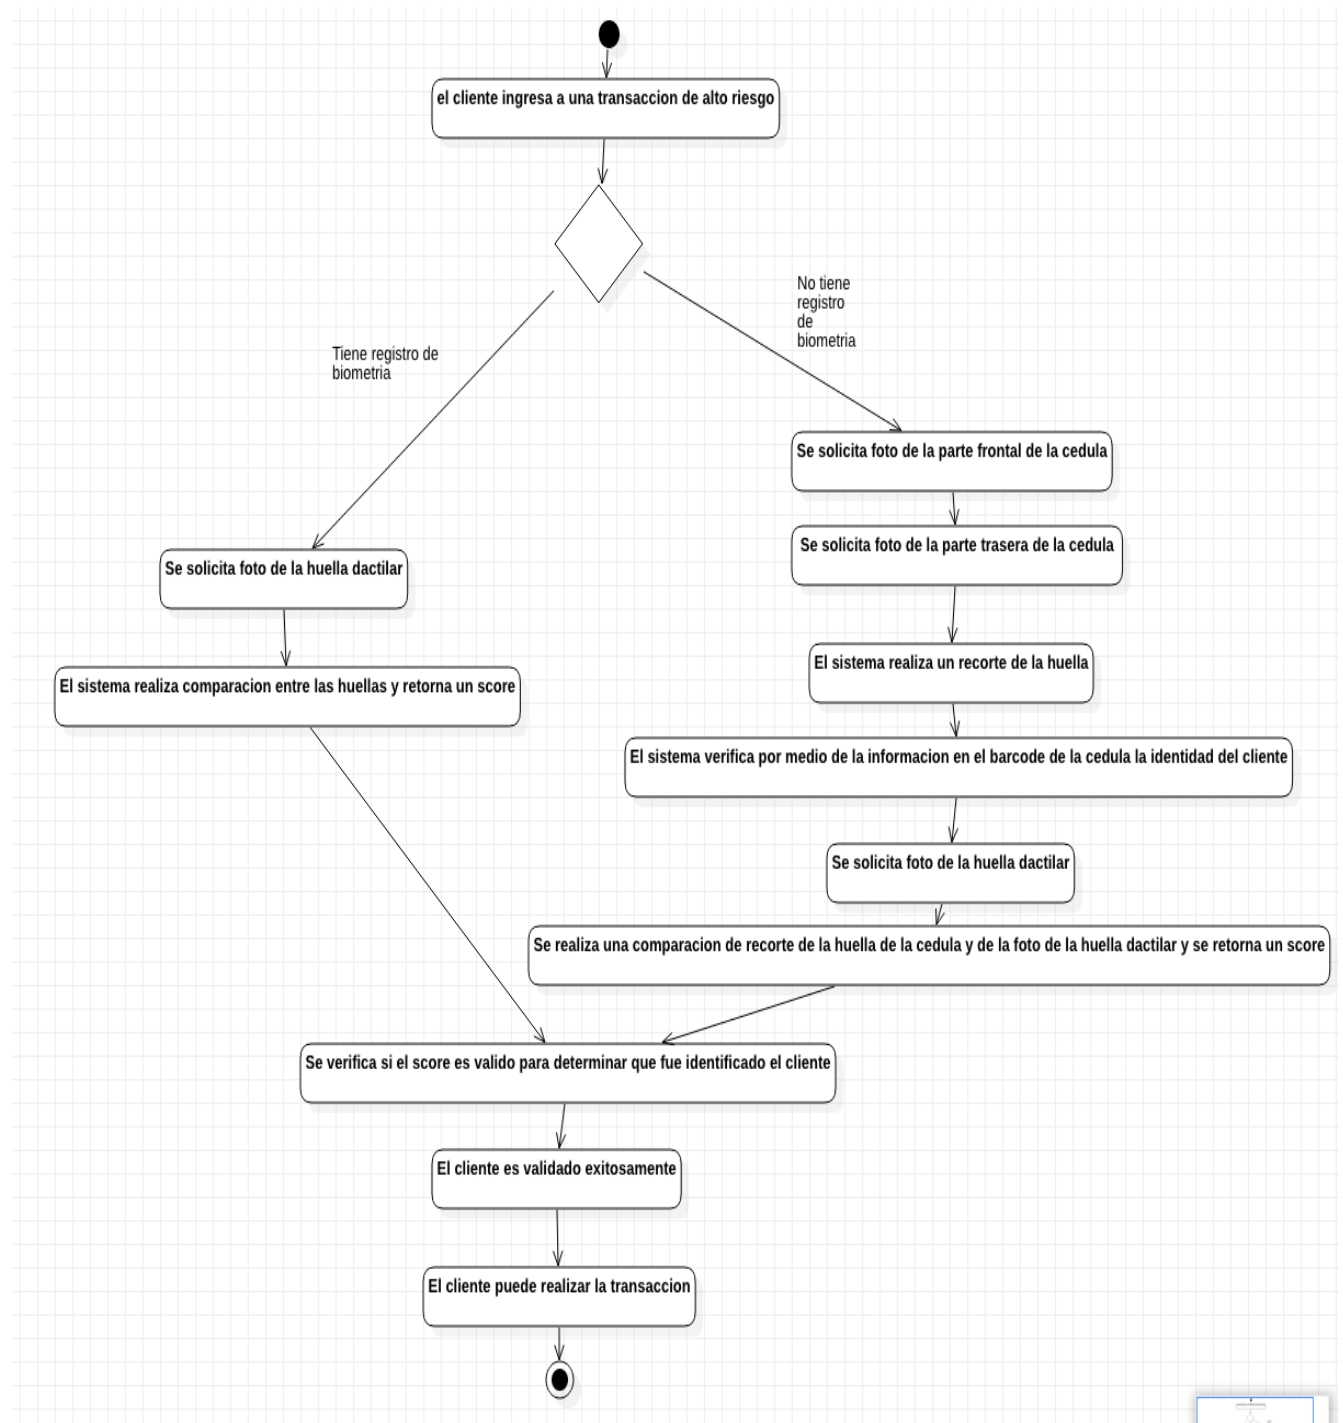 el cliente ingresa a una transaccion de alto riesgo
No tiene
registro
de
biometria
Tiene registro de
biometria
Se solicita foto de la parte frontal de la cedula
Se solicita foto de la parte trasera de la cedula
Se solicita foto de la huella dactilar
El sistema realiza un recorte de la huella
El sistema realiza comparacion entre las huellas y retorna un score
El sistema verifica por medio de la informacion en el barcode de la cedula la identidad del cliente
Se solicita foto de la huella dactilar
Se realiza una comparacion de recorte de la huella de la cedula y de la foto de la huella dactilar y se retorna un score
Se verifica si el score es valido para determinar que fue identificado el cliente
El cliente es validado exitosamente
El cliente puede realizar la transaccion